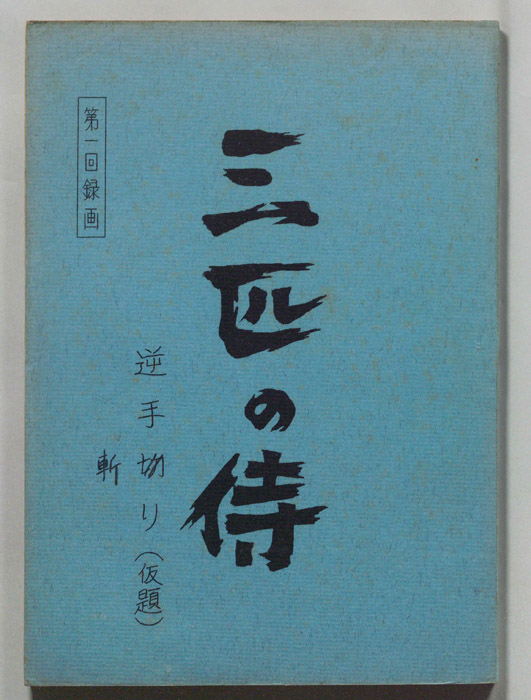 三匹の侍
逆手切り（仮題）
斬
第一回録画